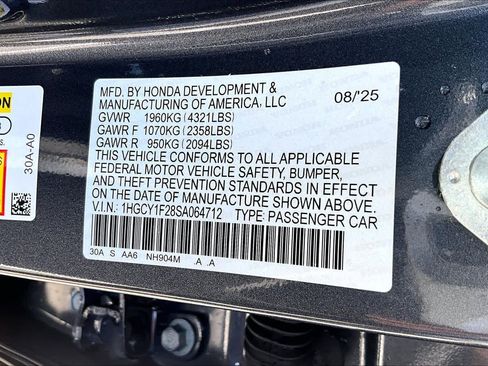 MFD. BY HONDA DEVELOPMENT &
MANUFACTURING OF AMERICA, LLC 08/'25
GVWR 1960KG(4321LBS)
GAWR F 1070KG(2358LBS)
GAWR R 950KG(2094LBS)
THIS VEHICLE CONFORMS TO ALL APPLICABLE
FEDERAL MOTOR VEHICLE SAFETY, BUMPER,
AND THEFT PREVENTION STANDARDS IN EFFECT
ON THE DATE OF MANUFACTURE SHOWN ABOVE.
V.I.N.: 1HGCY1F28SA064712 TYPE: PASSENGER CAR
30A S AA6 NH904M .A .A
30A-A0